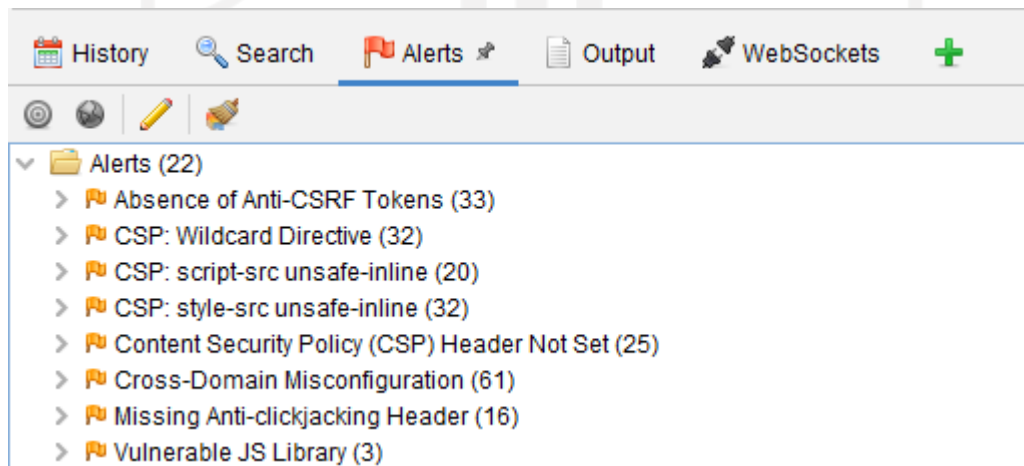 History Search Alerts Output WebSockets
Alerts (22)
Absence of Anti-CSRF Tokens (33)
CSP: Wildcard Directive (32)
CSP: script-src unsafe-inline (20)
CSP: style-src unsafe-inline (32)
Content Security Policy (CSP) Header Not Set (25)
Cross-Domain Misconfiguration (61)
Missing Anti-clickjacking Header (16)
Vulnerable JS Library (3)